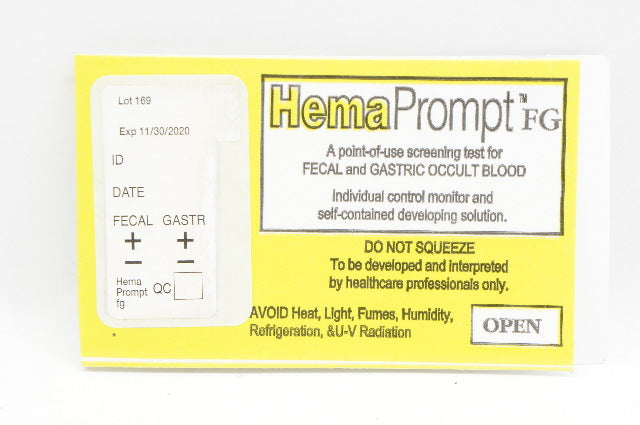 Lot 169
Exp 11/30/2020
ID
DATE
FECAL GASTR
+ +
− −
Hema
Prompt
fg
QC
HemaPrompt™ FG
A point-of-use screening test for
FECAL and GASTRIC OCCULT BLOOD
Individual control monitor and
self-contained developing solution.
DO NOT SQUEEZE
To be developed and interpreted
by healthcare professionals only.
AVOID Heat, Light, Fumes, Humidity,
Refrigeration, &U-V Radiation
OPEN